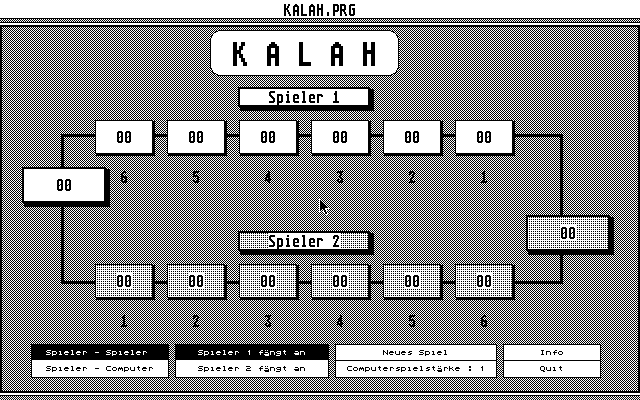 KALAH.PRG
KALAH
Spieler 1
00 00 00 00 00 00
6 5 4 3 2 1
00
00
Spieler 2
00 00 00 00 00 00
1 2 3 4 5 6
Spieler - Spieler Spieler 1 fängt an Neues Spiel Info
Spieler - Computer Spieler 2 fängt an Computerspielstärke : 1 Quit